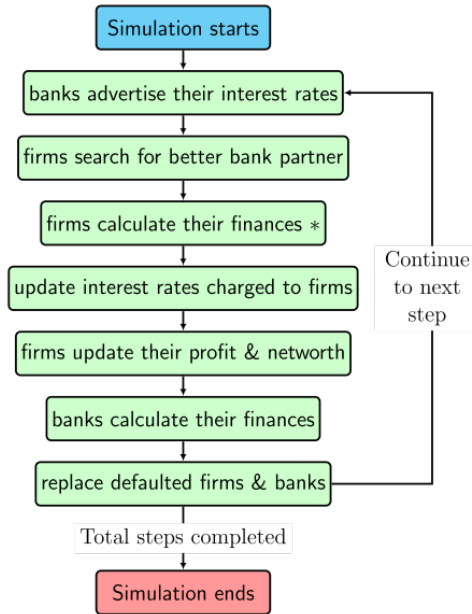 Simulation starts
banks advertise their interest rates
firms search for better bank partner
firms calculate their finances *
update interest rates charged to firms
firms update their profit & networth
banks calculate their finances
replace defaulted firms & banks
Continue
to next
step
Total steps completed
Simulation ends